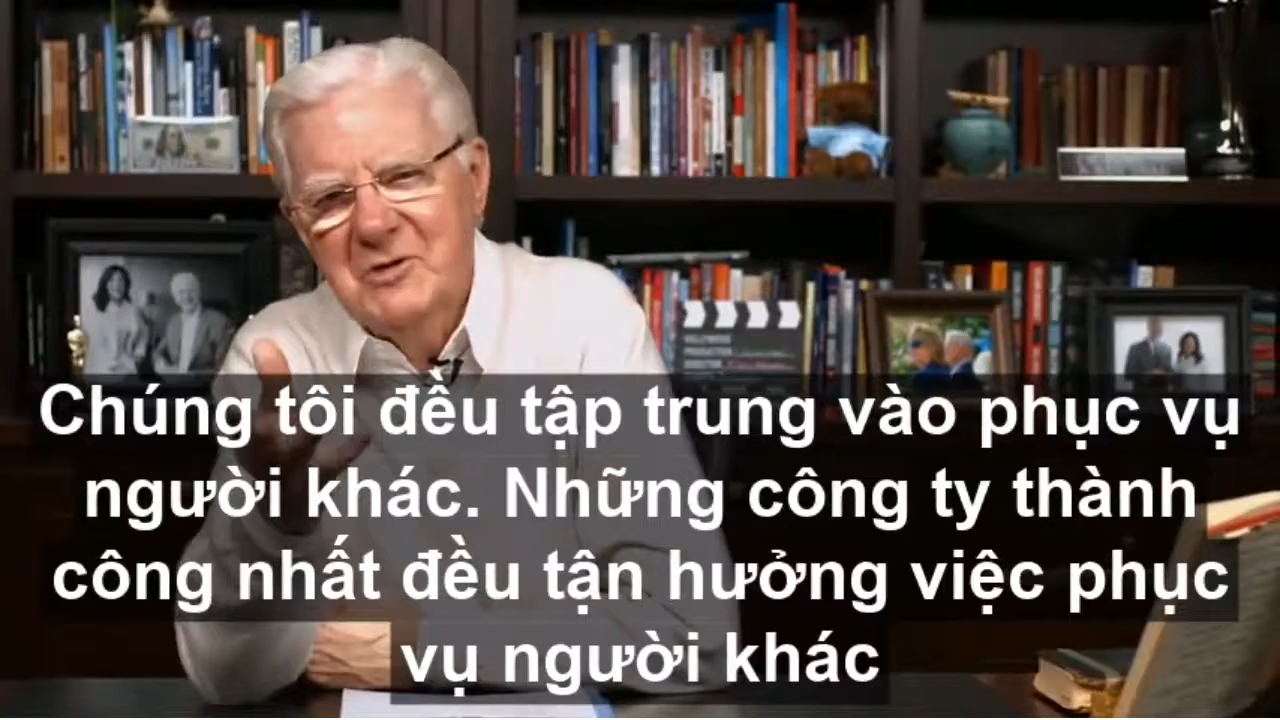 Chúng tôi đều tập trung vào phục vụ
người khác. Những công ty thành
công nhất đều tận hưởng việc phục
vụ người khác